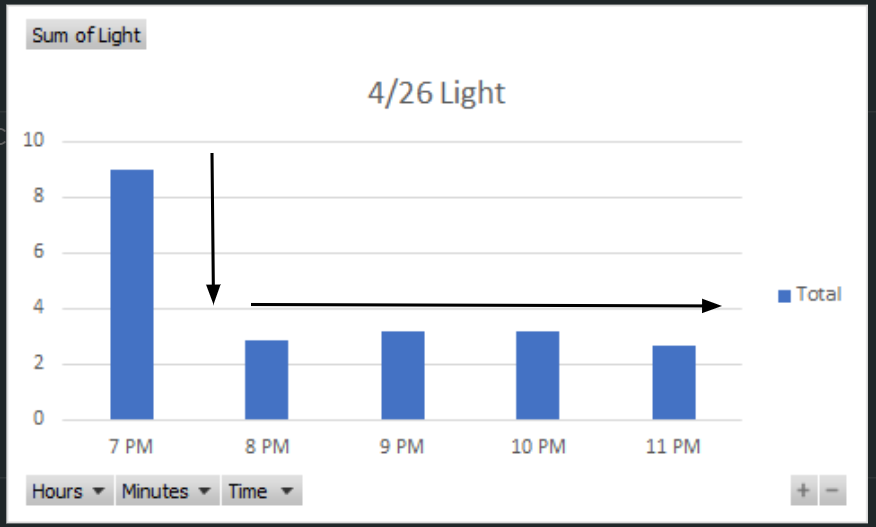 Sum of Light
4/26 Light
10
8
6
4
2
0
Total
7 PM 8 PM 9 PM 10 PM 11 PM
Hours Minutes Time + −